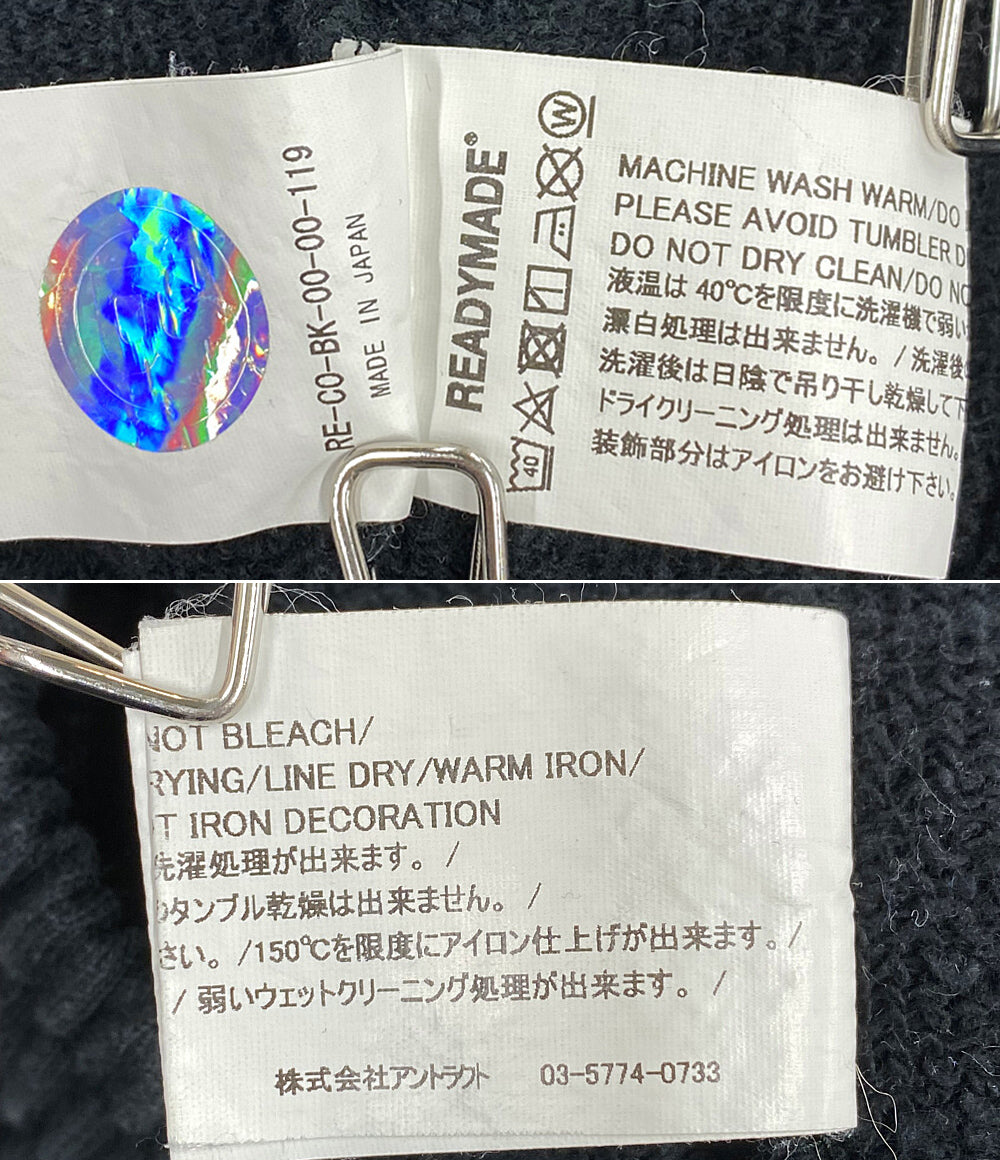 RE-CO-BK-00-00-119
MADE IN JAPAN
READYMADE®
W
40
MACHINE WASH WARM/DO
PLEASE AVOID TUMBLER D
DO NOT DRY CLEAN/DO NO
液温は 40℃を限度に洗濯機で弱い
漂白処理は出来ません。/ 洗濯後
洗濯後は日陰で吊り干し乾燥して下
ドライクリーニング処理は出来ません。
装飾部分はアイロンをお避け下さい。
NOT BLEACH/
RYING/LINE DRY/WARM IRON/
T IRON DECORATION
洗濯処理が出来ます。 /
のタンブル乾燥は出来ません。 /
さい。 /150℃を限度にアイロン仕上げが出来ます。/
/ 弱いウェットクリーニング処理が出来ます。 /
株式会社アントラクト 03-5774-0733